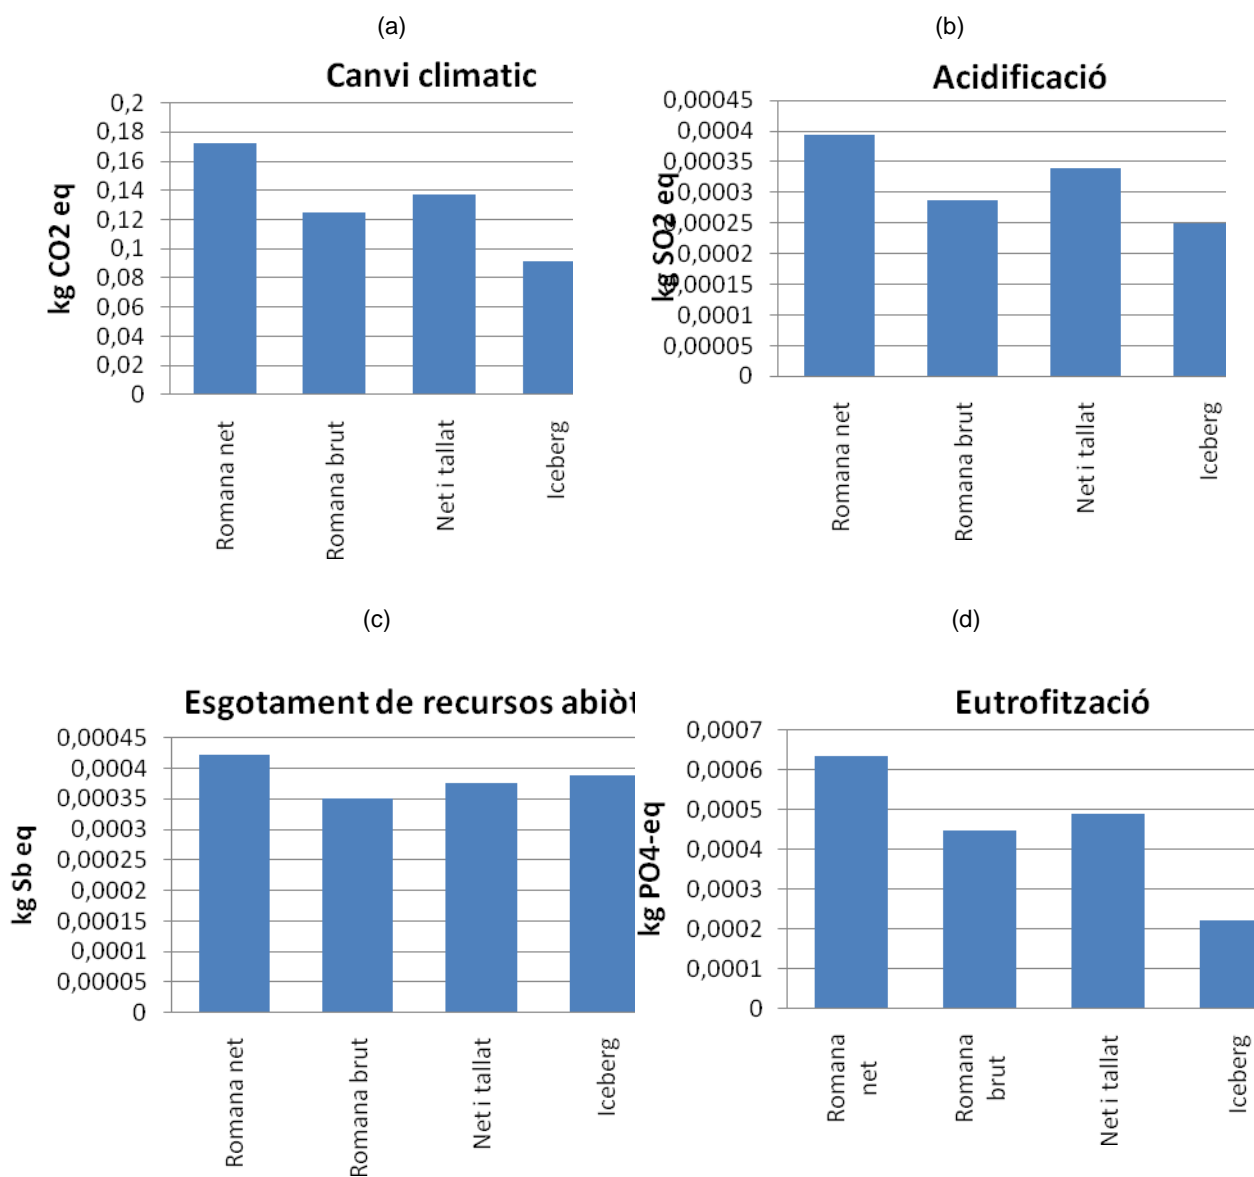 (a)
Canvi climatic
kg CO2 eq
0,2
0,18
0,16
0,14
0,12
0,1
0,08
0,06
0,04
0,02
0
Romana net
Romana brut
Net i tallat
Iceberg
(b)
Acidificació
kg SO2 eq
0,00045
0,0004
0,00035
0,0003
0,00025
0,0002
0,00015
0,0001
0,00005
0
Romana net
Romana brut
Net i tallat
Iceberg
(c)
Esgotament de recursos abiòt
kg Sb eq
0,00045
0,0004
0,00035
0,0003
0,00025
0,0002
0,00015
0,0001
0,00005
0
Romana net
Romana brut
Net i tallat
Iceberg
(d)
Eutrofització
kg PO4-eq
0,0007
0,0006
0,0005
0,0004
0,0003
0,0002
0,0001
0
Romana
net
Romana
brut
Net i tallat
Iceberg